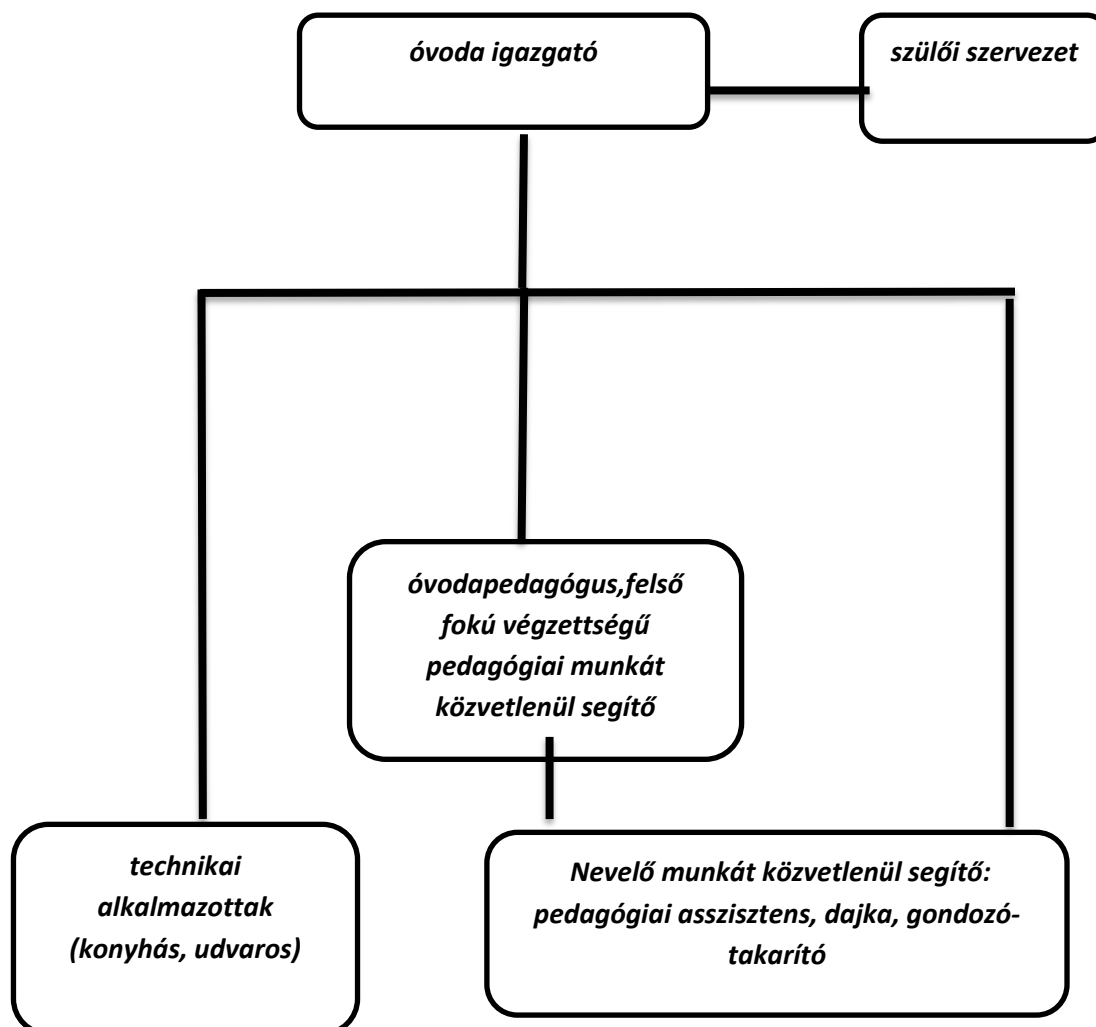 óvoda igazgató
szülői szervezet
óvodapedagógus,felső
fokú végzettségű
pedagógiai munkát
közvetlenül segítő
technikai
alkalmazottak
(konyhás, udvaros)
Nevelő munkát közvetlenül segítő:
pedagógiai asszisztens, dajka, gondozó-
takarító